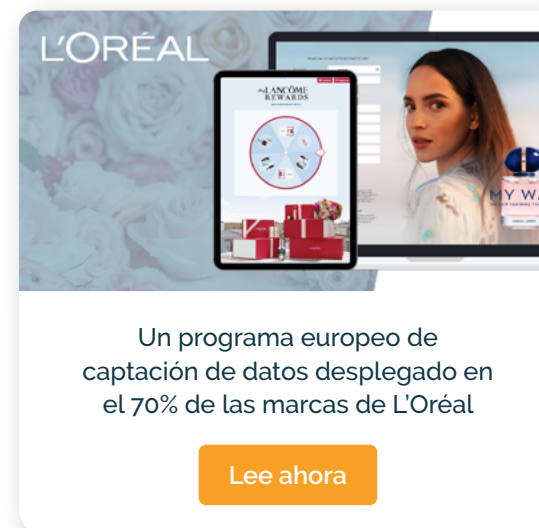 L'ORÉAL
my LANCÔME
REWARDS
MY WA
Un programa europeo de
captación de datos desplegado en
el 70% de las marcas de L'Oréal
Lee ahora